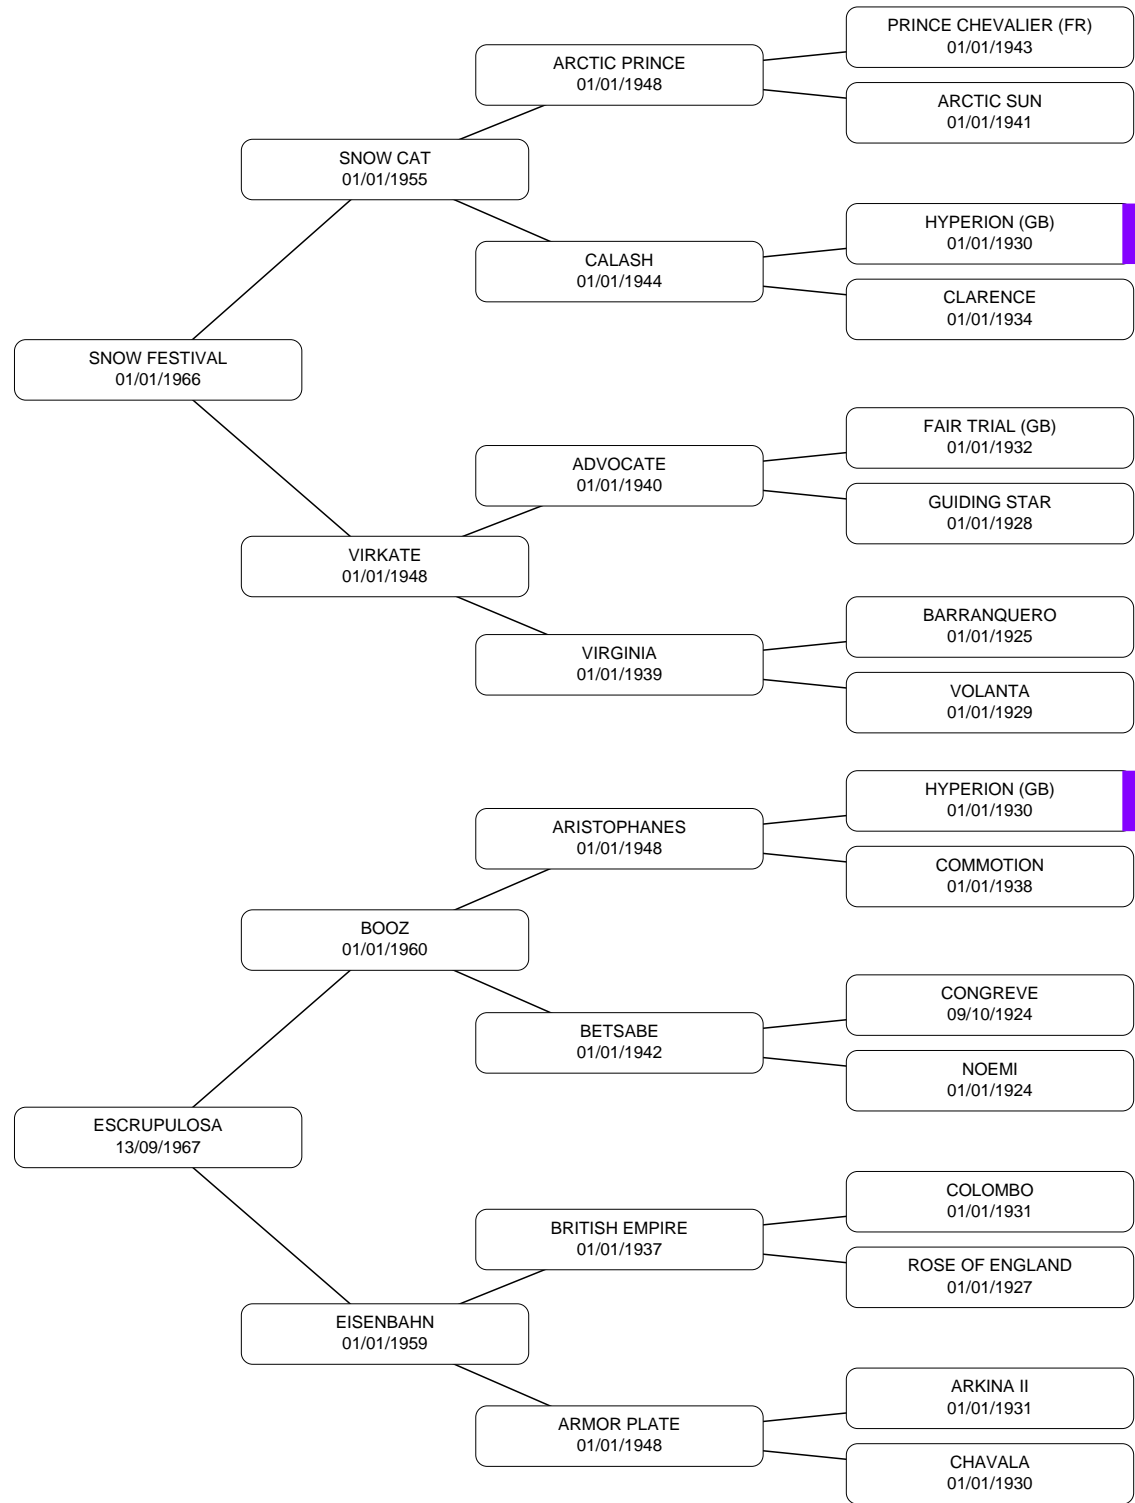 PRINCE CHEVALIER (FR)
01/01/1943
ARCTIC PRINCE
01/01/1948
ARCTIC SUN
01/01/1941
SNOW CAT
01/01/1955
HYPERION (GB)
01/01/1930
CALASH
01/01/1944
CLARENCE
01/01/1934
SNOW FESTIVAL
01/01/1966
FAIR TRIAL (GB)
01/01/1932
ADVOCATE
01/01/1940
GUIDING STAR
01/01/1928
VIRKATE
01/01/1948
BARRANQUERO
01/01/1925
VIRGINIA
01/01/1939
VOLANTA
01/01/1929
HYPERION (GB)
01/01/1930
ARISTOPHANES
01/01/1948
COMMOTION
01/01/1938
BOOZ
01/01/1960
CONGREVE
09/10/1924
BETSABE
01/01/1942
NOEMI
01/01/1924
ESCRUPULOSA
13/09/1967
COLOMBO
01/01/1931
BRITISH EMPIRE
01/01/1937
ROSE OF ENGLAND
01/01/1927
EISENBAHN
01/01/1959
ARKINA II
01/01/1931
ARMOR PLATE
01/01/1948
CHAVALA
01/01/1930